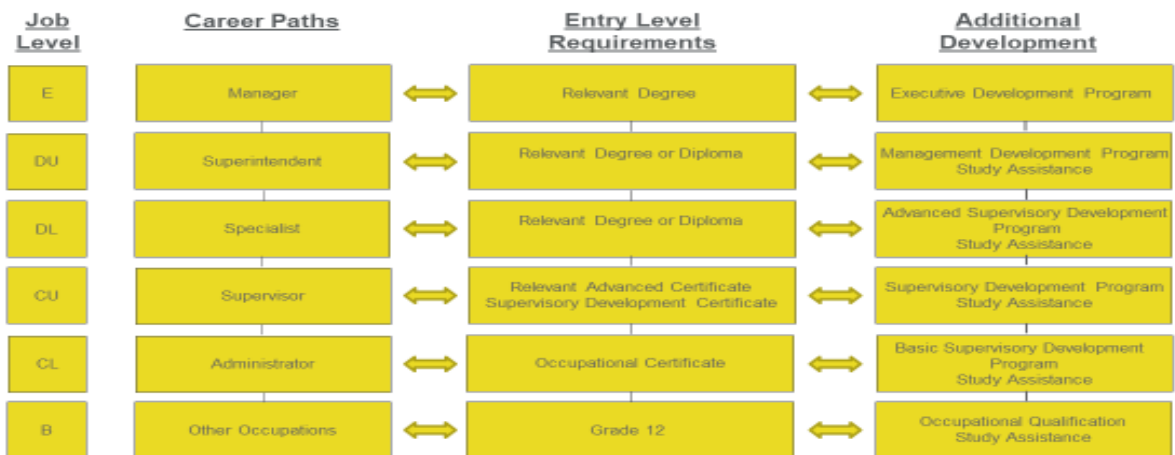 Job Level
Career Paths
Entry Level Requirements
Additional Development
E
Manager
Relevant Degree
Executive Development Program
DU
Superintendent
Relevant Degree or Diploma
Management Development Program
Study Assistance
DL
Specialist
Relevant Degree or Diploma
Advanced Supervisory Development
Program
Study Assistance
CU
Supervisor
Relevant Advanced Certificate
Supervisory Development Certificate
Supervisory Development Program
Study Assistance
CL
Administrator
Occupational Certificate
Basic Supervisory Development
Program
Study Assistance
B
Other Occupations
Grade 12
Occupational Qualification
Study Assistance